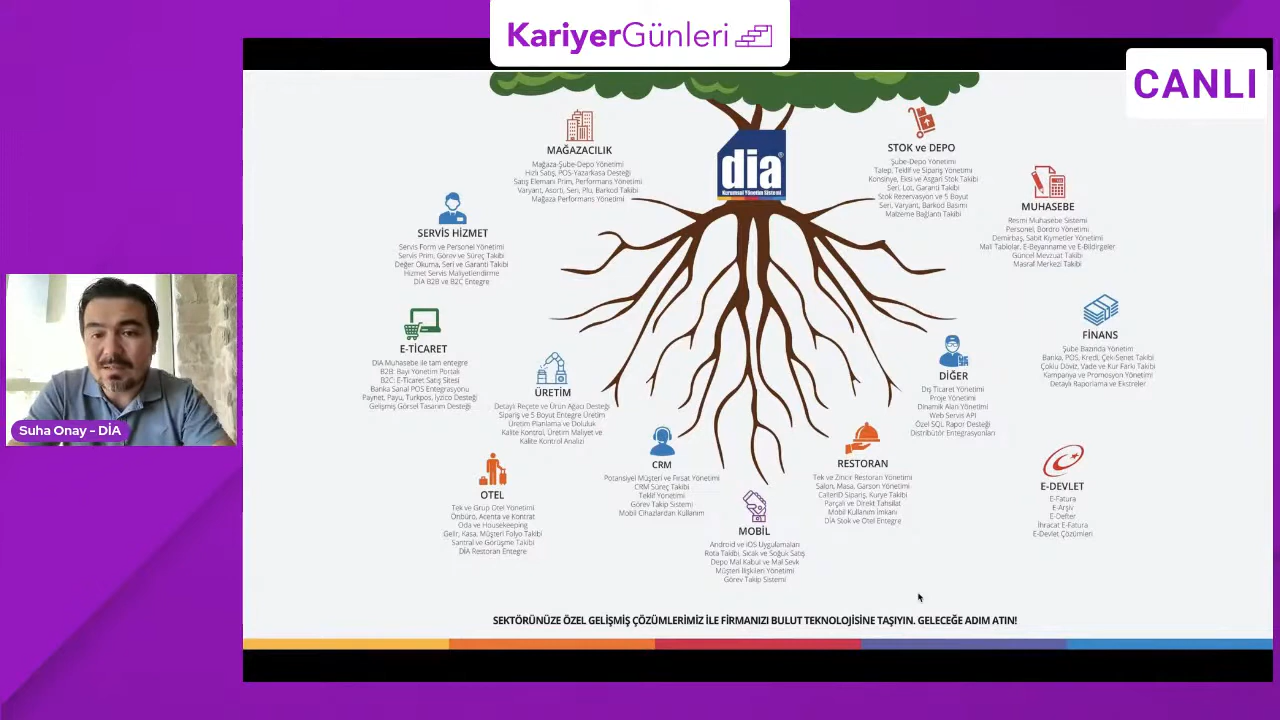 KariyerGünleri
CANLI
dia®
Kurumsal Yönetim Sistemi
MAĞAZACILIK
Mağaza-Şube-Depo Yönetimi
Hızlı Satış, POS-Yazarkasa Desteği
Satış Elemanı Prim, Performans Yönetimi
Varyant, Asorti, Seri, Plu, Barkod Takibi
Mağaza Performans Yönetimi
STOK ve DEPO
Şube-Depo Yönetimi
Talep, Teklif ve Sipariş Yönetimi
Konsinye, Eksi ve Asgari Stok Takibi
Seri, Lot, Garanti Takibi
Stok Rezervasyon ve 5 Boyut
Seri, Varyant, Barkod Basımı
Malzeme Bağlantı Takibi
MUHASEBE
Resmi Muhasebe Sistemi
Personel, Bordro Yönetimi
Demirbaş, Sabit Kıymetler Yönetimi
Mali Tablolar, E-Beyanname ve E-Bildirgeler
Güncel Mevzuat Takibi
Masraf Merkezi Takibi
SERVİS HİZMET
Servis Form ve Personel Yönetimi
Servis Prim, Görev ve Süreç Takibi
Değer Okuma, Seri ve Garanti Takibi
Hizmet Servis Maliyetlendirme
DİA B2B ve B2C Entegre
E-TİCARET
DİA Muhasebe ile tam entegre
B2B: Bayi Yönetim Portalı
B2C: E-Ticaret Satış Sitesi
Banka Sanal POS Entegrasyonu
Paynet, Payu, Turkpos, İyzico Desteği
Gelişmiş Görsel Tasarım Desteği
FİNANS
Şube Bazında Yönetim
Banka, POS, Kredi, Çek-Senet Takibi
Çoklu Döviz, Vade ve Kur Farkı Takibi
Kampanya ve Promosyon Yönetimi
Detaylı Raporlama ve Ekstreler
ÜRETİM
Detaylı Reçete ve Ürün Ağacı Desteği
Sipariş ve 5 Boyut Entegre Üretim
Üretim Planlama ve Doluluk
Kalite Kontrol, Üretim Maliyet ve
Kalite Kontrol Analizi
DİĞER
Dış Ticaret Yönetimi
Proje Yönetimi
Dinamik Alan Yönetimi
Web Servis API
Özel SQL Rapor Desteği
Distribütör Entegrasyonları
Suha Onay - DİA
OTEL
Tek ve Grup Otel Yönetimi
Önbüro, Acenta ve Kontrat
Oda ve Housekeeping
Gelir, Kasa, Müşteri Folyo Takibi
Santral ve Görüşme Takibi
DİA Restoran Entegre
CRM
Potansiyel Müşteri ve Fırsat Yönetimi
CRM Süreç Takibi
Teklif Yönetimi
Görev Takip Sistemi
Mobil Cihazlardan Kullanım
RESTORAN
Tek ve Zincir Restoran Yönetimi
Salon, Masa, Garson Yönetimi
CallerID Sipariş, Kurye Takibi
Parçalı ve Direkt Tahsilat
Mobil Kullanım İmkanı
DİA Stok ve Otel Entegre
E-DEVLET
E-Fatura
E-Arşiv
E-Defter
İhracat E-Fatura
E-Devlet Çözümleri
MOBİL
Android ve iOS Uygulamaları
Rota Takibi, Sıcak ve Soğuk Satış
Depo Mal Kabul ve Mal Sevk
Müşteri İlişkileri Yönetimi
Görev Takip Sistemi
SEKTÖRÜNÜZE ÖZEL GELİŞMİŞ ÇÖZÜMLERİMİZ İLE FİRMANIZI BULUT TEKNOLOJİSİNE TAŞIYIN. GELECEĞE ADIM ATIN!